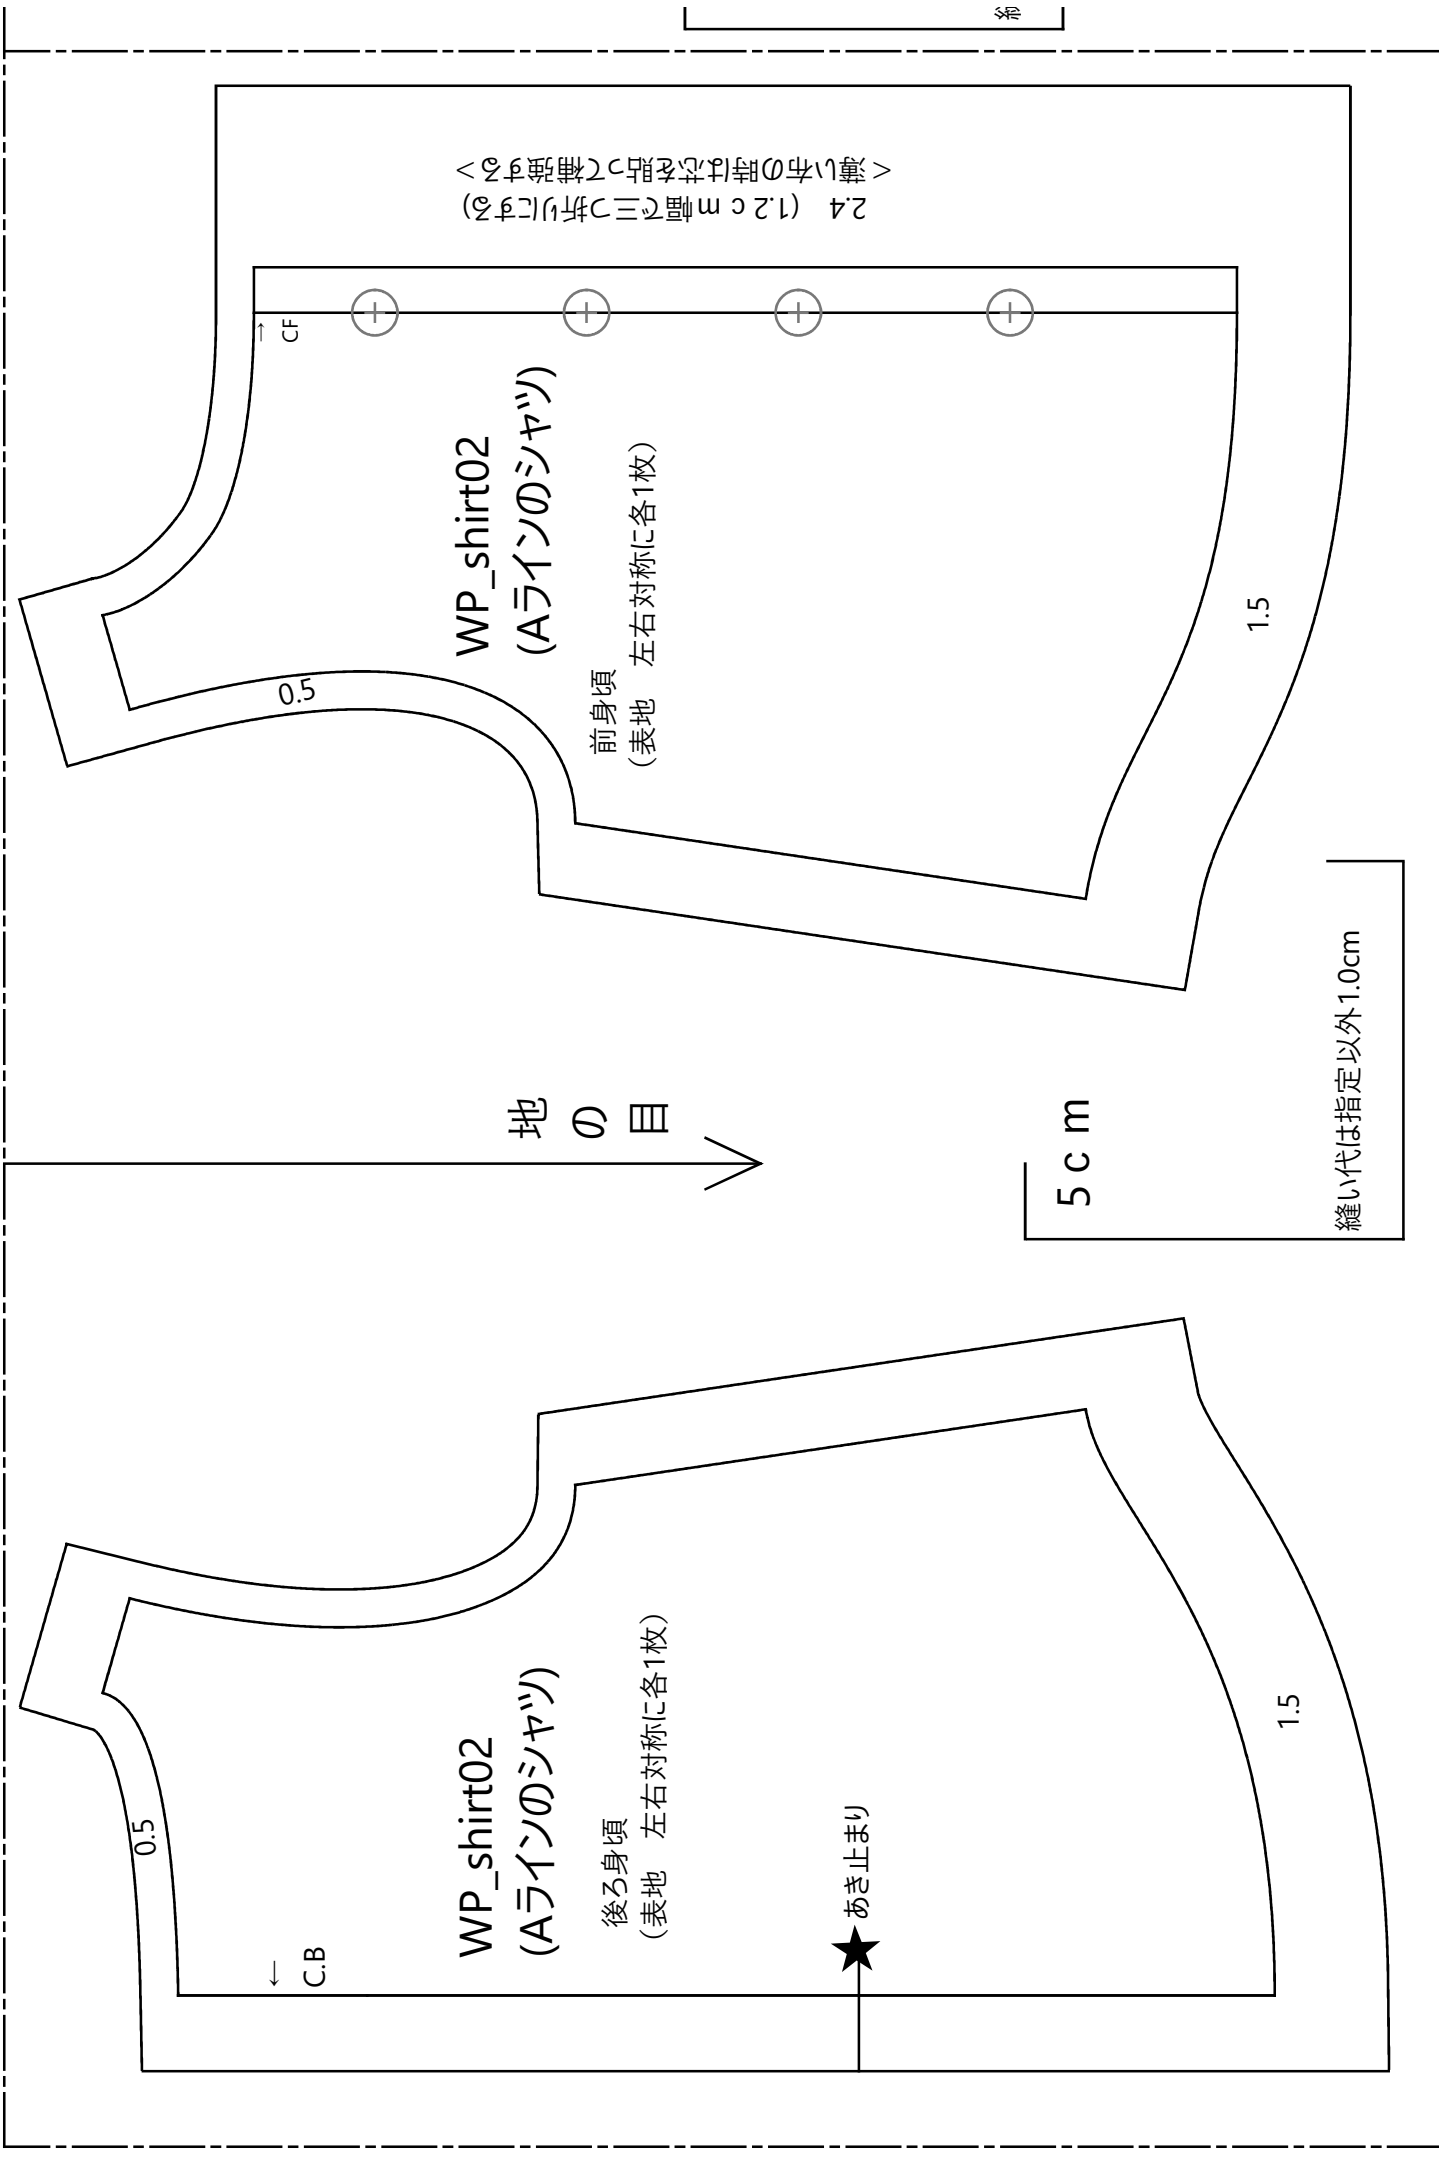 2.4 (1.2ｃｍ幅で三つ折りにする)
＜薄い布の時は芯を貼って補強する＞
→
CF
WP_shirt02
(Aラインのシャツ)
前身頃
（表地　左右対称に各1枚）
0.5
1.5
地の目
5ｃｍ
縫い代は指定以外1.0cm
WP_shirt02
(Aラインのシャツ)
後ろ身頃
（表地　左右対称に各1枚）
0.5
←
C.B
★あき止まり
1.5